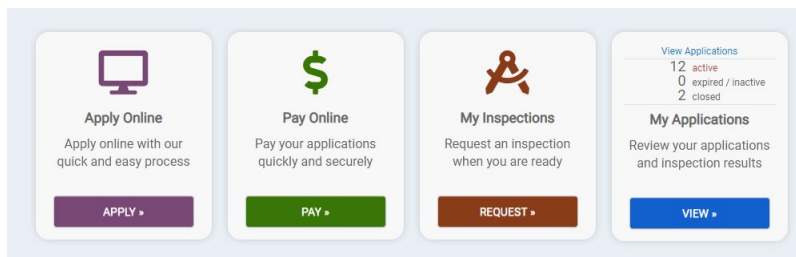 Apply Online
Apply online with our
quick and easy process
APPLY »
$
Pay Online
Pay your applications
quickly and securely
PAY »
My Inspections
Request an inspection
when you are ready
REQUEST »
View Applications
12 active
0 expired / inactive
2 closed
My Applications
Review your applications
and inspection results
VIEW »